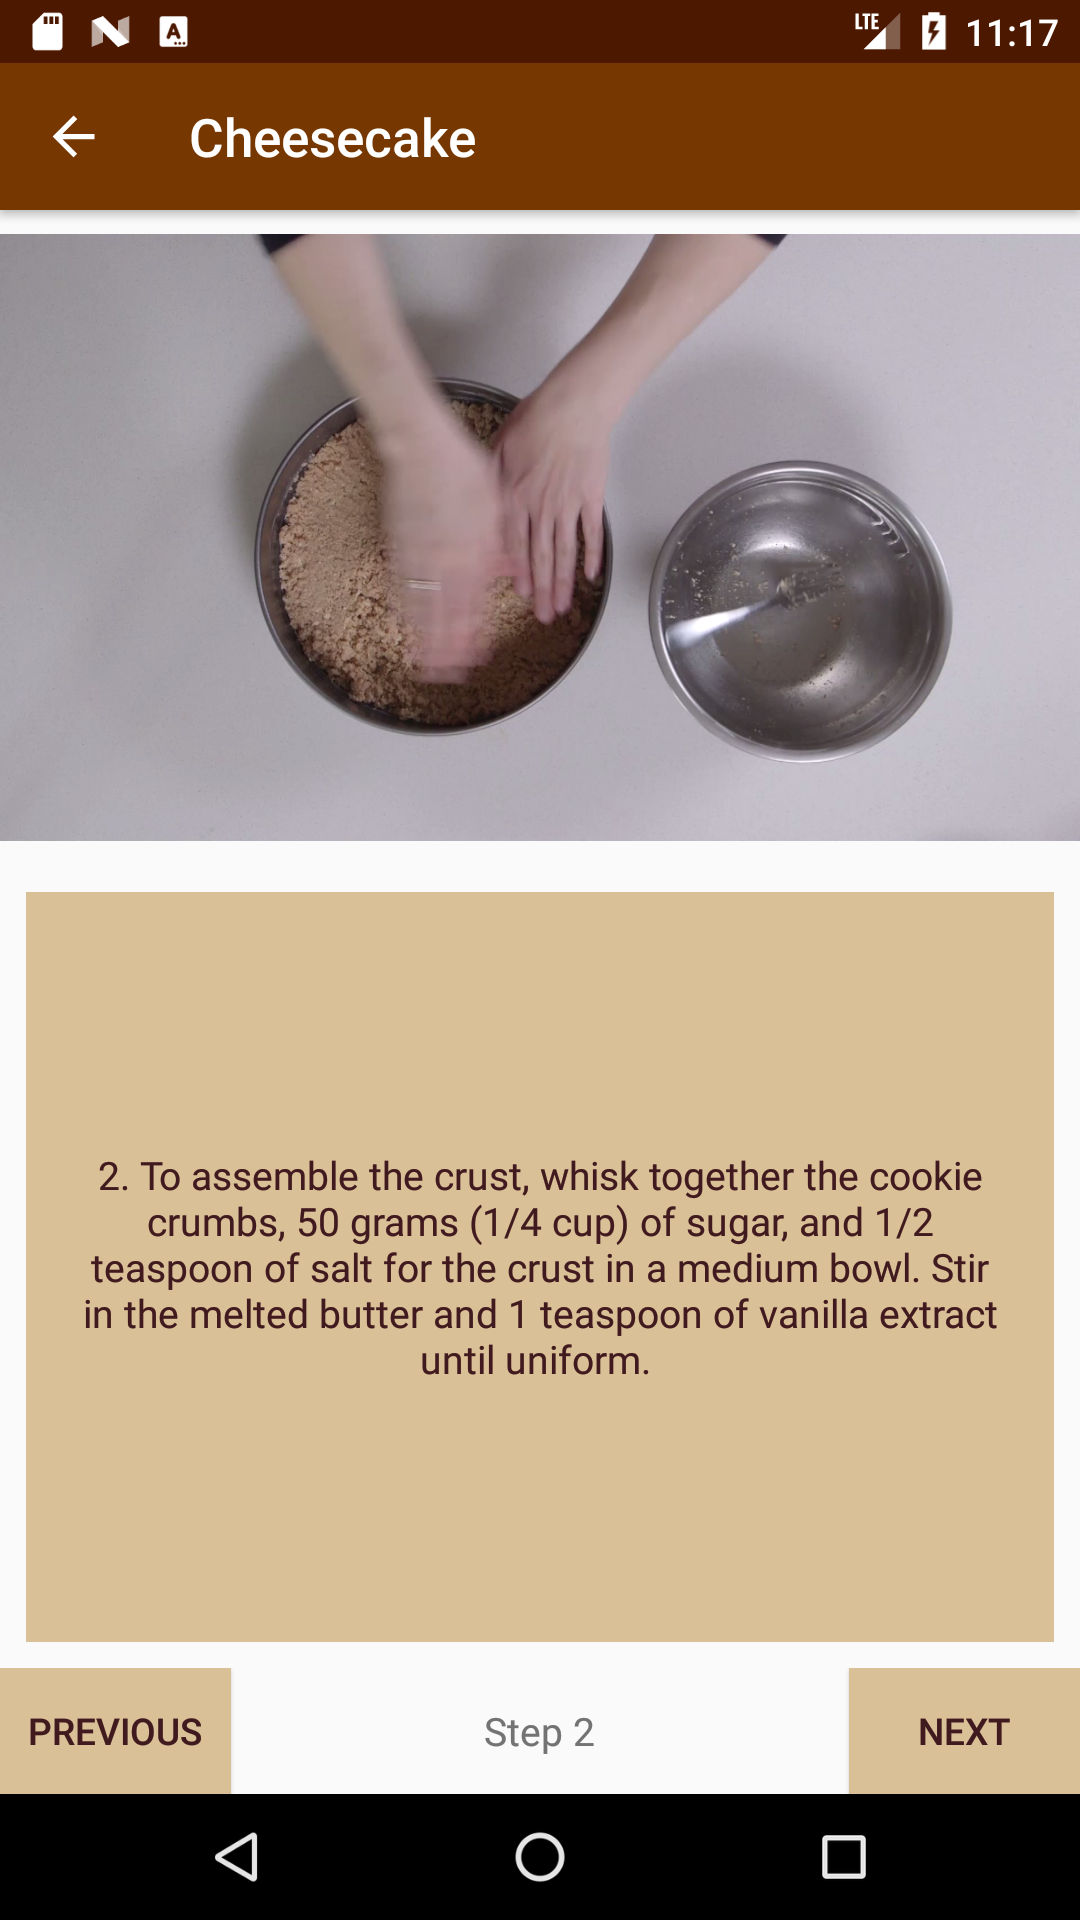 LTE 11:17
Cheesecake
2. To assemble the crust, whisk together the cookie
crumbs, 50 grams (1/4 cup) of sugar, and 1/2
teaspoon of salt for the crust in a medium bowl. Stir
in the melted butter and 1 teaspoon of vanilla extract
until uniform.
PREVIOUS Step 2 NEXT